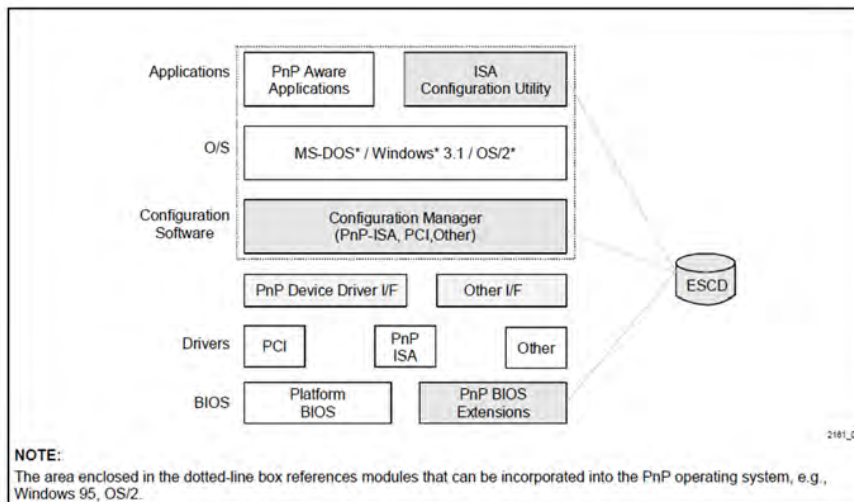 Applications
PnP Aware
Applications
ISA
Configuration Utility
O/S
MS-DOS* / Windows* 3.1 / OS/2*
Configuration
Software
Configuration Manager
(PnP-ISA, PCI,Other)
ESCD
PnP Device Driver I/F
Other I/F
Drivers
PCI
PnP
ISA
Other
BIOS
Platform
BIOS
PnP BIOS
Extensions
NOTE:
The area enclosed in the dotted-line box references modules that can be incorporated into the PnP operating system, e.g.,
Windows 95, OS/2.